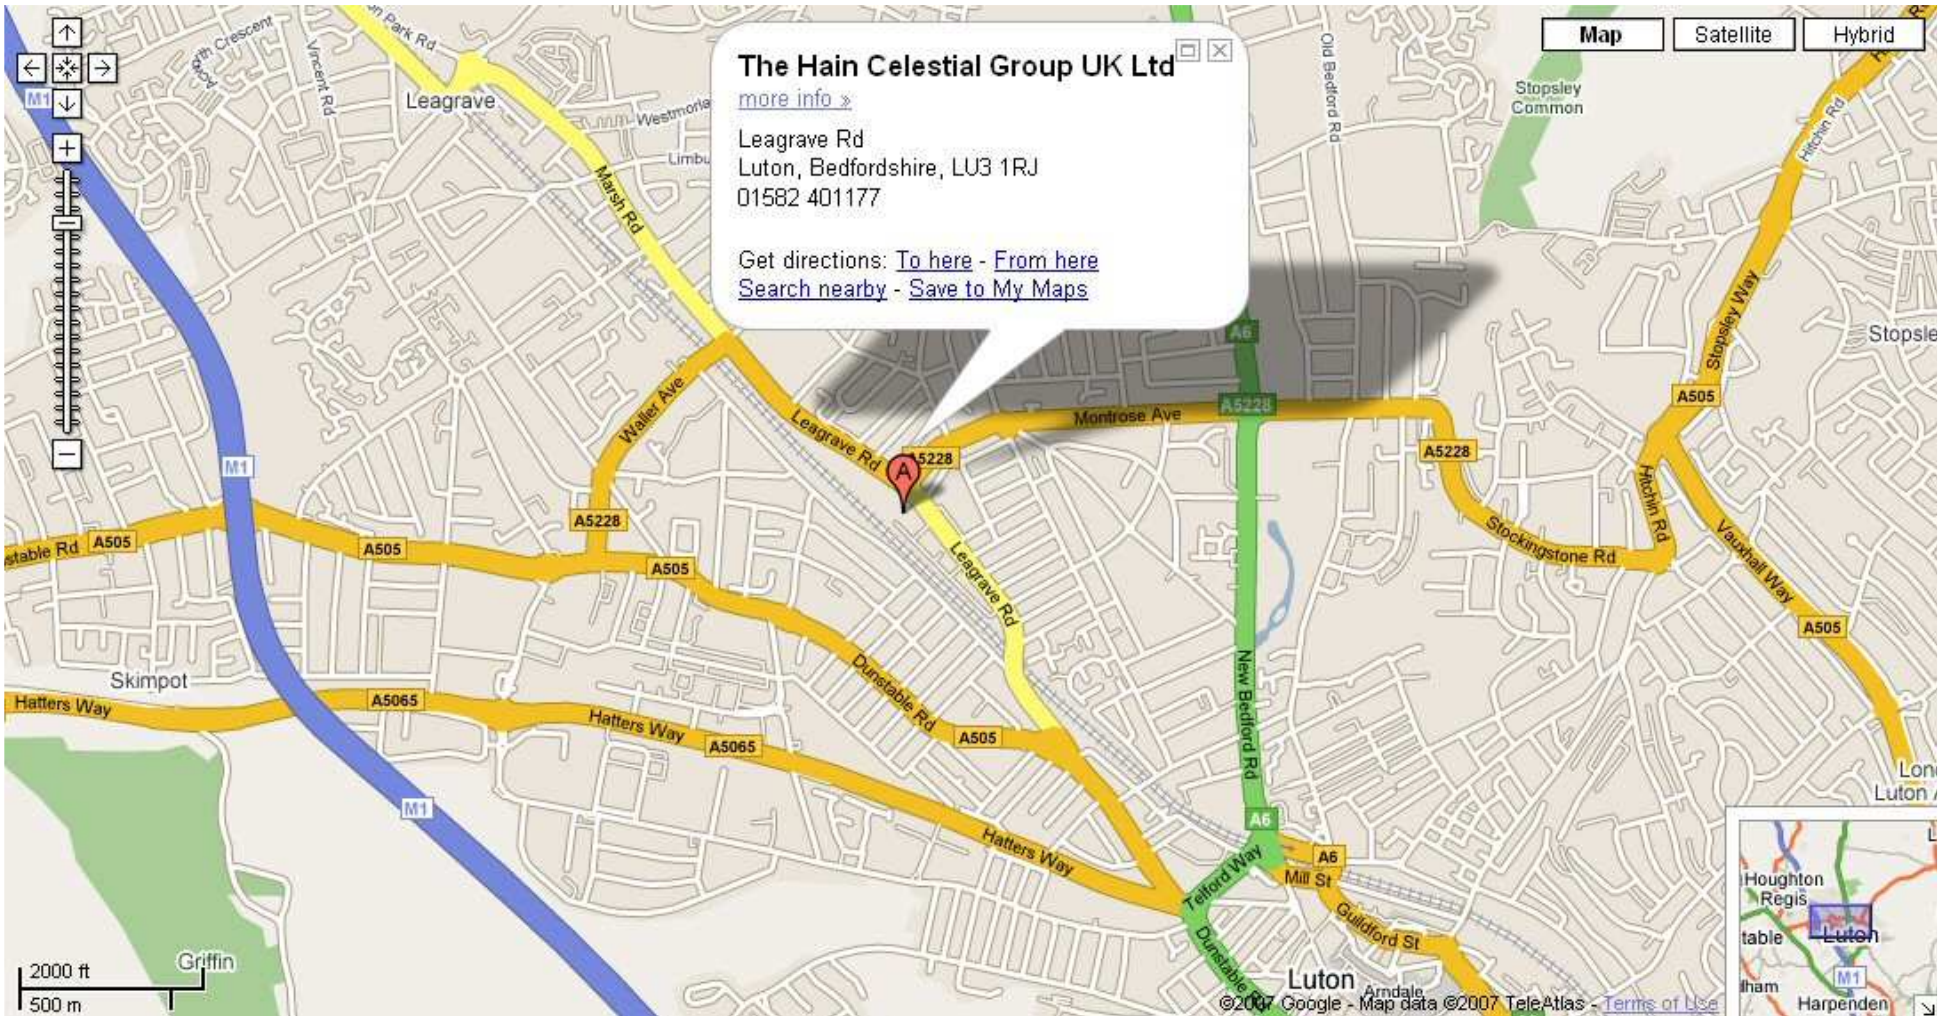 The Hain Celestial Group UK Ltd
more info »
Leagrave Rd
Luton, Bedfordshire, LU3 1RJ
01582 401177
Get directions: To here - From here
Search nearby - Save to My Maps
Map
Satellite
Hybrid
Park Rd
North Crescent
Vincent Rd
Old Bedford Rd
M1
Leagrave
Westmorla
Limbu
Stopsley
Common
Hitchin Rd
Marsh Rd
Stopsley Way
Stopsle
A6
Waller Ave
Leagrave Rd
Montrose Ave
A5228
A505
A5228
A5228
A
M1
A5228
Hitchin Rd
Stockingstone Rd
Vauxhall Way
stable Rd
A505
A505
A505
Leagrave Rd
A505
Skimpot
Hatters Way
A5065
Hatters Way
A5065
Dunstable Rd
A505
New Bedford Rd
Lon
Luton A
M1
A6
A6
Hatters Way
Telford Way
Mill St
Guildford St
Dunstable R
Griffin
2000 ft
500 m
Luton
Arndale
©2007 Google - Map data ©2007 TeleAtlas - Terms of Use
L
Houghton
Regis
table
Luton
M1
Harpenden